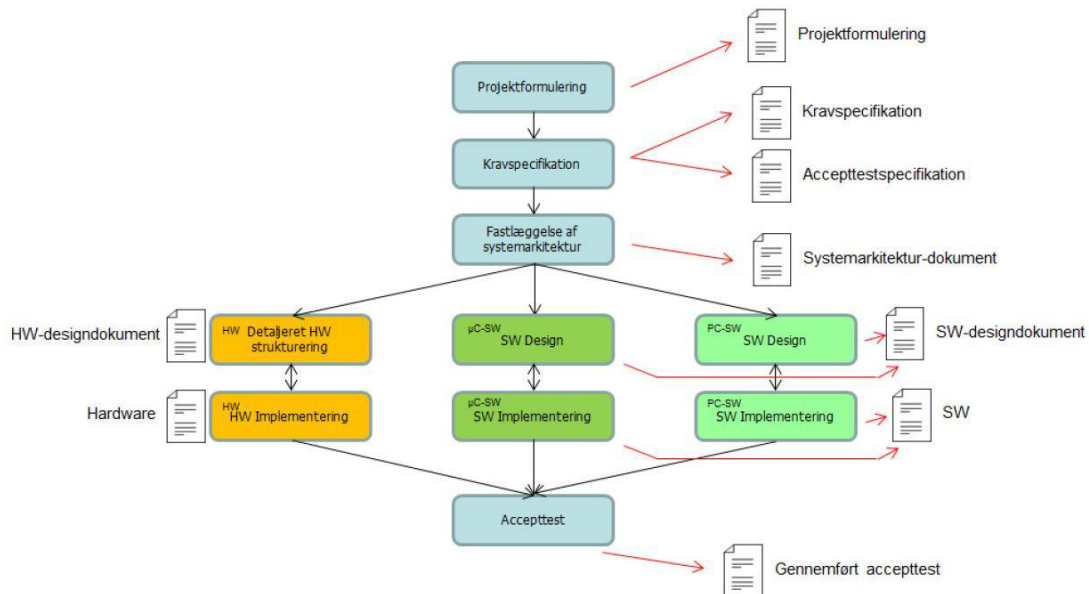 Projektformulering
Projektformulering
Kravspecifikation
Kravspecifikation
Accepttestspecifikation
Fastlæggelse af
systemarkitektur
Systemarkitektur-dokument
HW-designdokument
HW
Detaljeret HW
strukturering
µC-SW
SW Design
PC-SW
SW Design
SW-designdokument
Hardware
HW
HW Implementering
µC-SW
SW Implementering
PC-SW
SW Implementering
SW
Accepttest
Gennemført accepttest